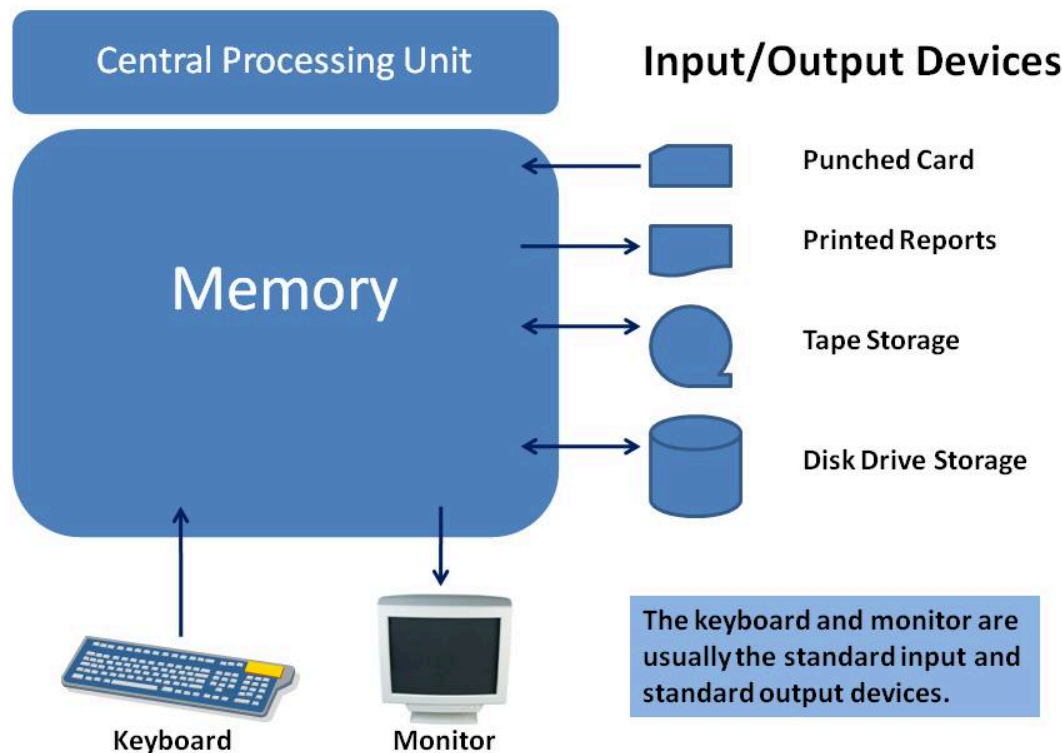 Central Processing Unit
Input/Output Devices
Memory
Punched Card
Printed Reports
Tape Storage
Disk Drive Storage
Keyboard
Monitor
The keyboard and monitor are
usually the standard input and
standard output devices.